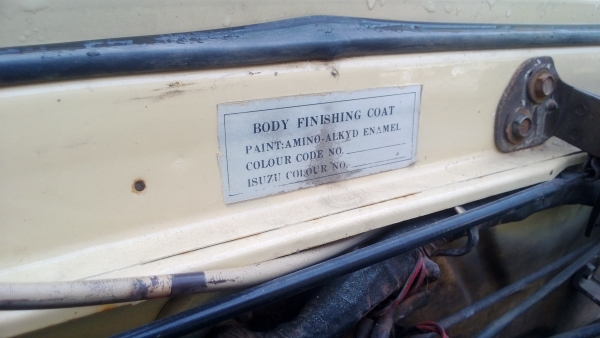 BODY FINISHING COAT
PAINT:AMINO-ALKYD ENAMEL
COLOUR CODE NO.
ISUZU COLOUR NO.